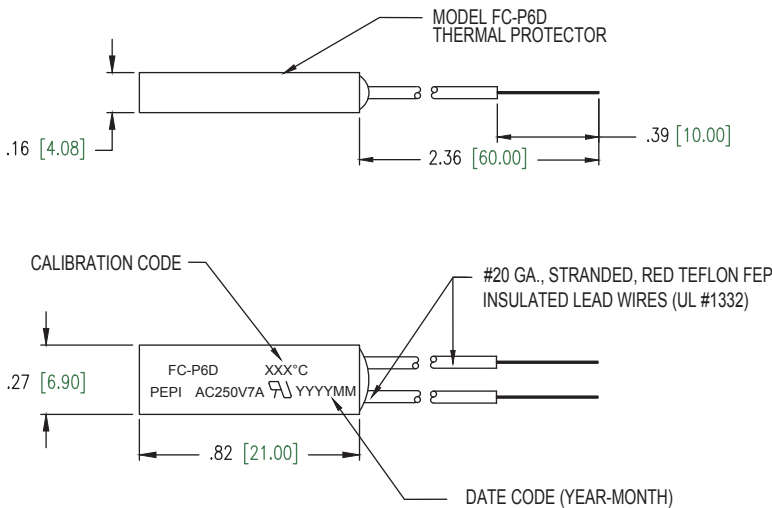 MODEL FC-P6D
THERMAL PROTECTOR
.16 [4.08]
.39 [10.00]
2.36 [60.00]
CALIBRATION CODE
#20 GA., STRANDED, RED TEFLON FEP
INSULATED LEAD WIRES (UL #1332)
.27 [6.90]
FC-P6D XXX°C
PEPI AC250V7A YYYYMM
.82 [21.00]
DATE CODE (YEAR-MONTH)